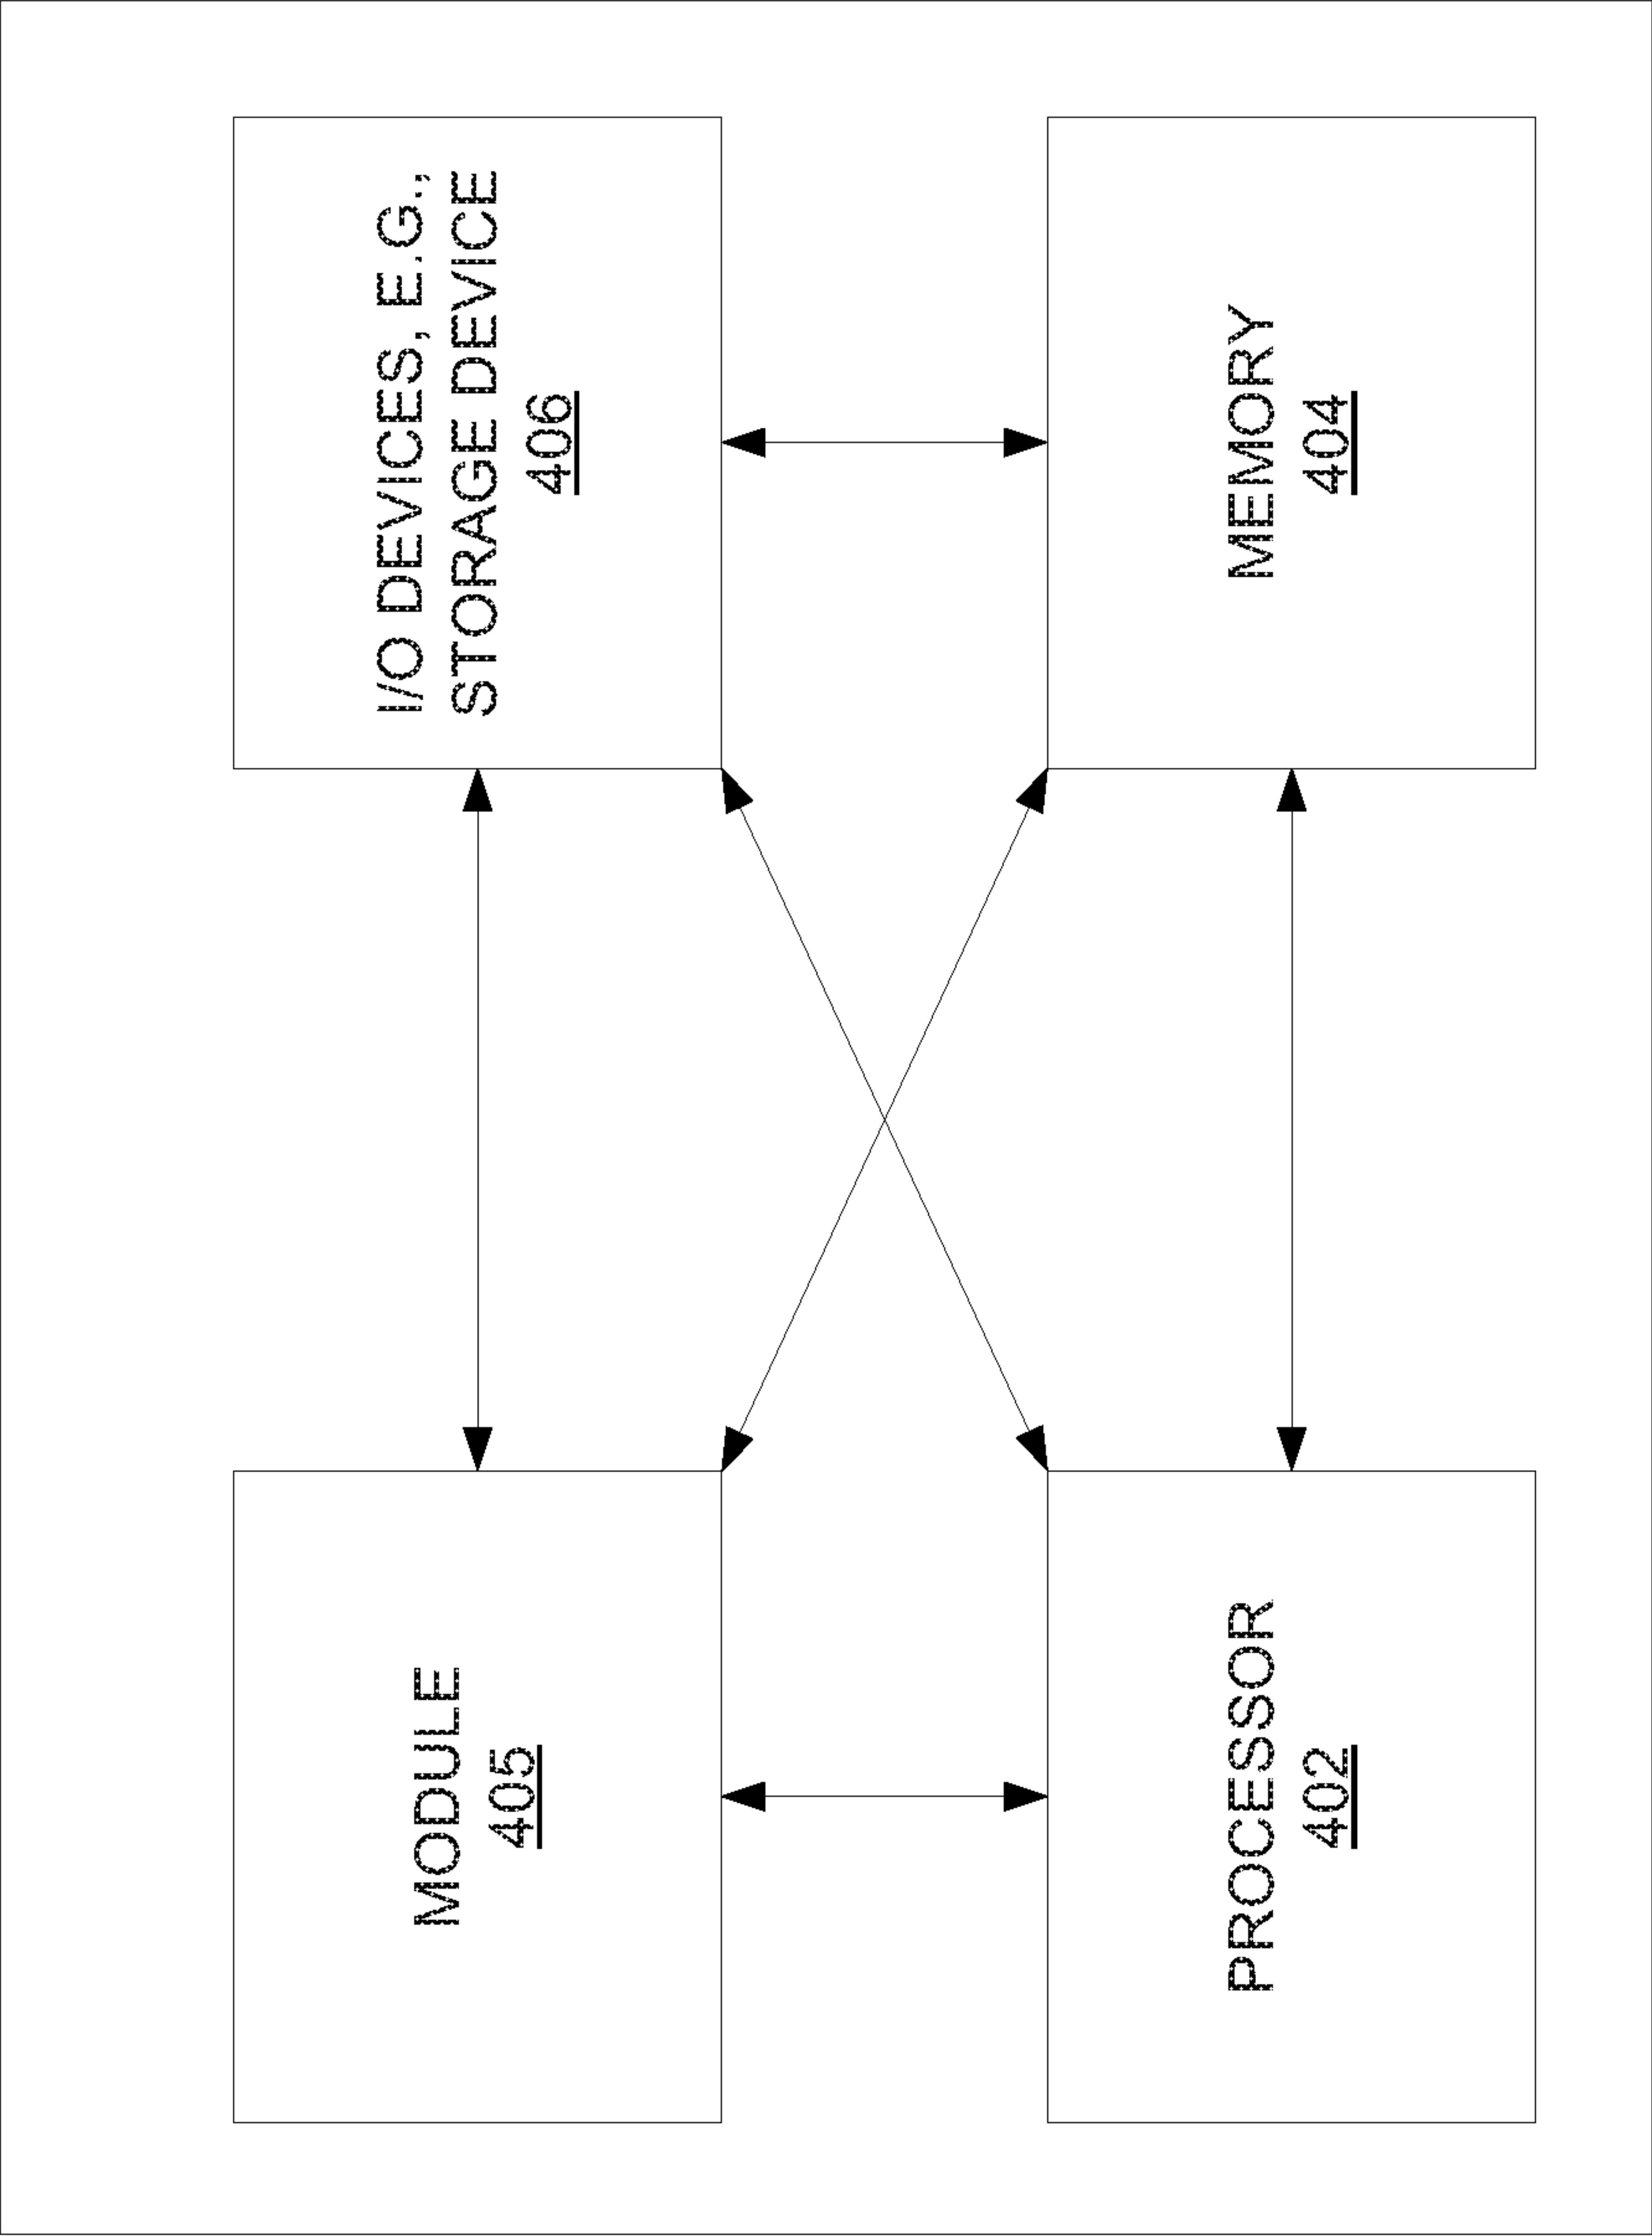 MODULE
405
I/O DEVICES, E.G.,
STORAGE DEVICE
406
PROCESSOR
402
MEMORY
404